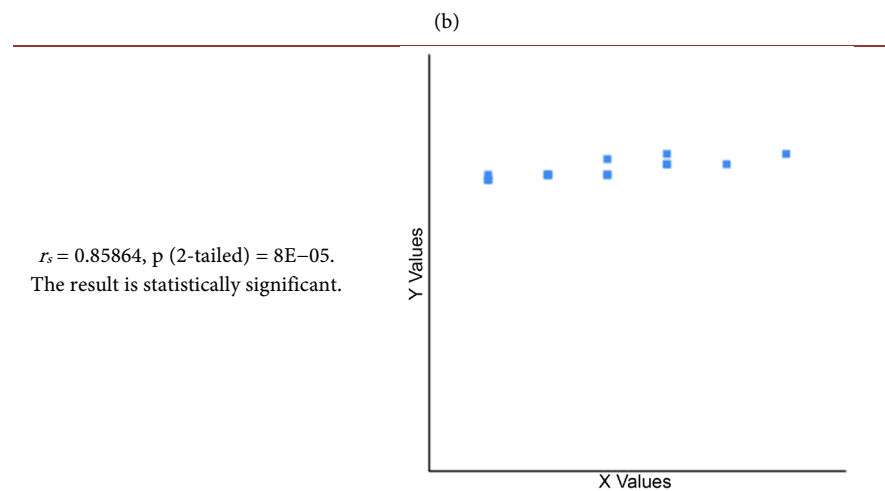 (b)
rₛ = 0.85864, p (2-tailed) = 8E−05.
The result is statistically significant.
Y Values
X Values